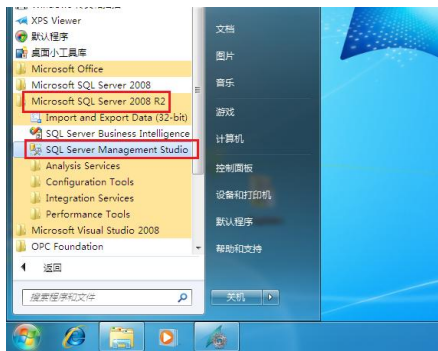 XPS Viewer
默认程序
桌面小工具库
Microsoft Office
Microsoft SQL Server 2008
Microsoft SQL Server 2008 R2
Import and Export Data (32-bit)
SQL Server Business Intelligence
SQL Server Management Studio
Analysis Services
Configuration Tools
Integration Services
Performance Tools
Microsoft Visual Studio 2008
OPC Foundation
返回
搜索程序和文件
文档
图片
音乐
游戏
计算机
控制面板
设备和打印机
默认程序
帮助和支持
关机